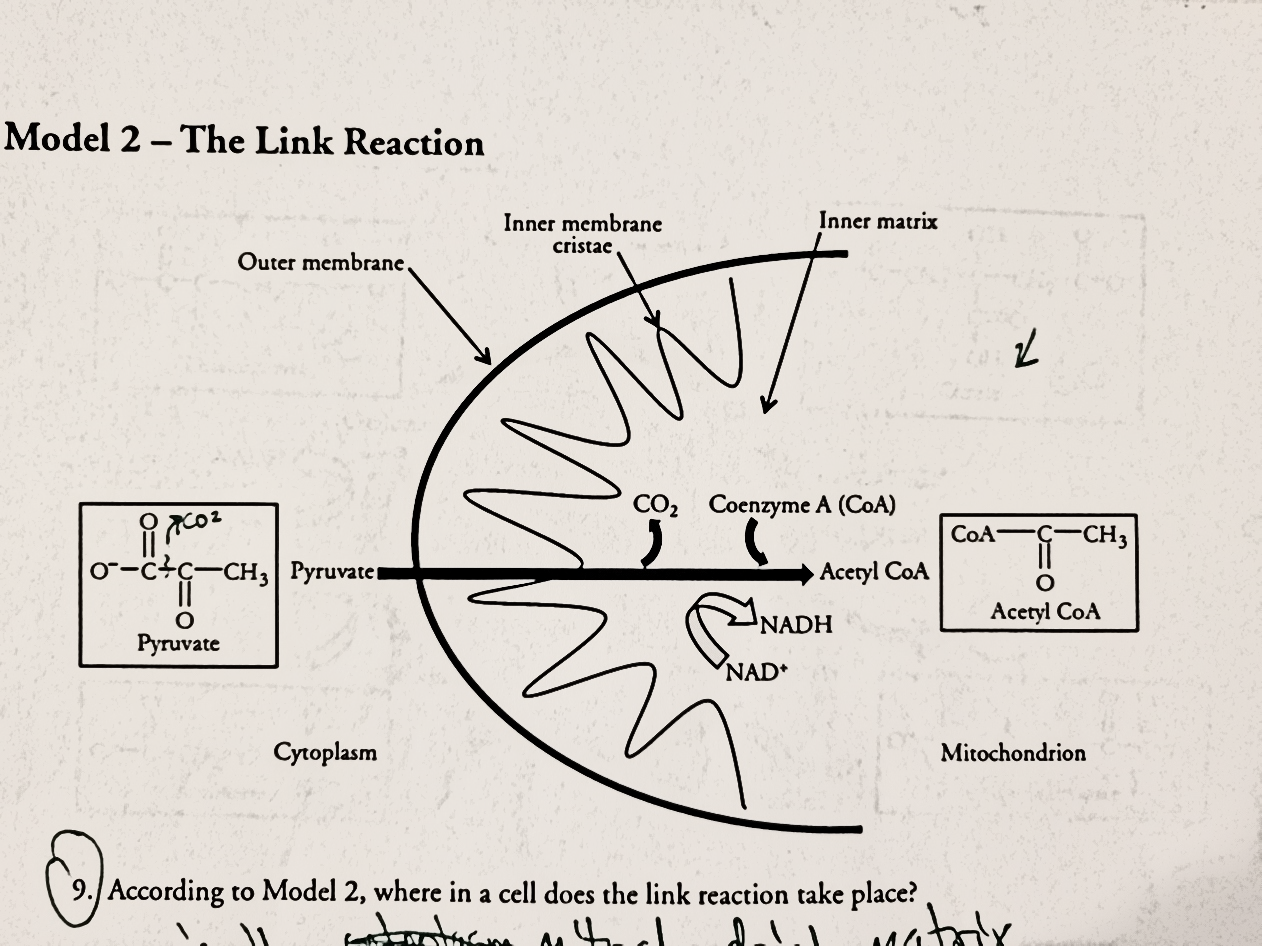 Model 2 – The Link Reaction
Inner membrane
cristae
Inner matrix
Outer membrane
CO₂
Coenzyme A (CoA)
O CO2
O⁻—C—C—CH₃
O
Pyruvate
Pyruvate
Acetyl CoA
CoA—C—CH₃
O
Acetyl CoA
NADH
NAD⁺
Cytoplasm
Mitochondrion
9. According to Model 2, where in a cell does the link reaction take place?
matrix